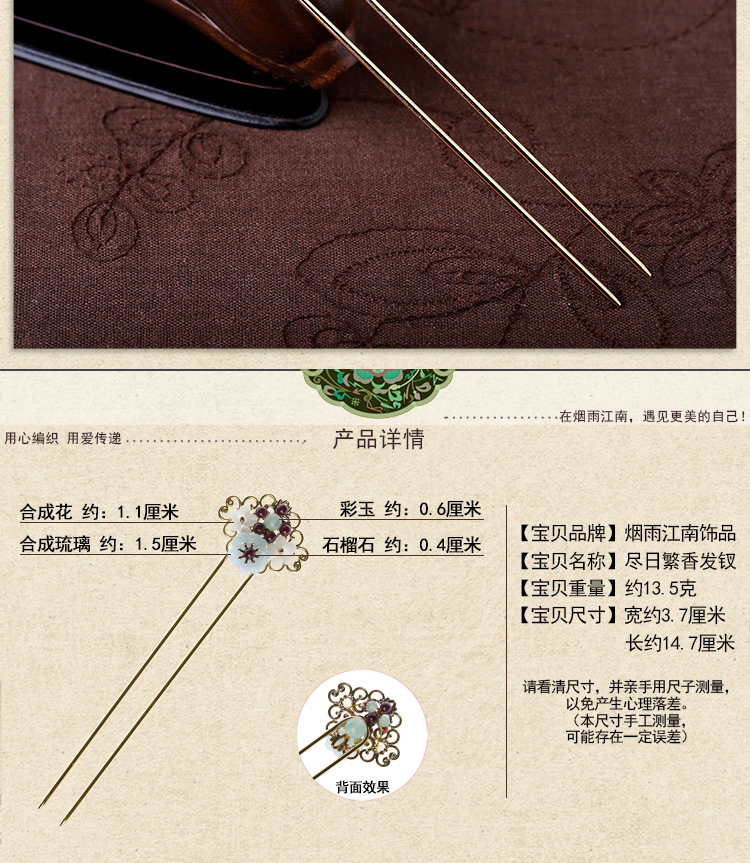 在烟雨江南，遇见更美的自己!
用心编织 用爱传递
产品详情
合成花 约：1.1厘米
彩玉 约：0.6厘米
合成琉璃 约：1.5厘米
石榴石 约：0.4厘米
【宝贝品牌】烟雨江南饰品
【宝贝名称】尽日繁香发钗
【宝贝重量】约13.5克
【宝贝尺寸】宽约3.7厘米
长约14.7厘米
请看清尺寸，并亲手用尺子测量，
以免产生心理落差。
（本尺寸手工测量，
可能存在一定误差）
背面效果